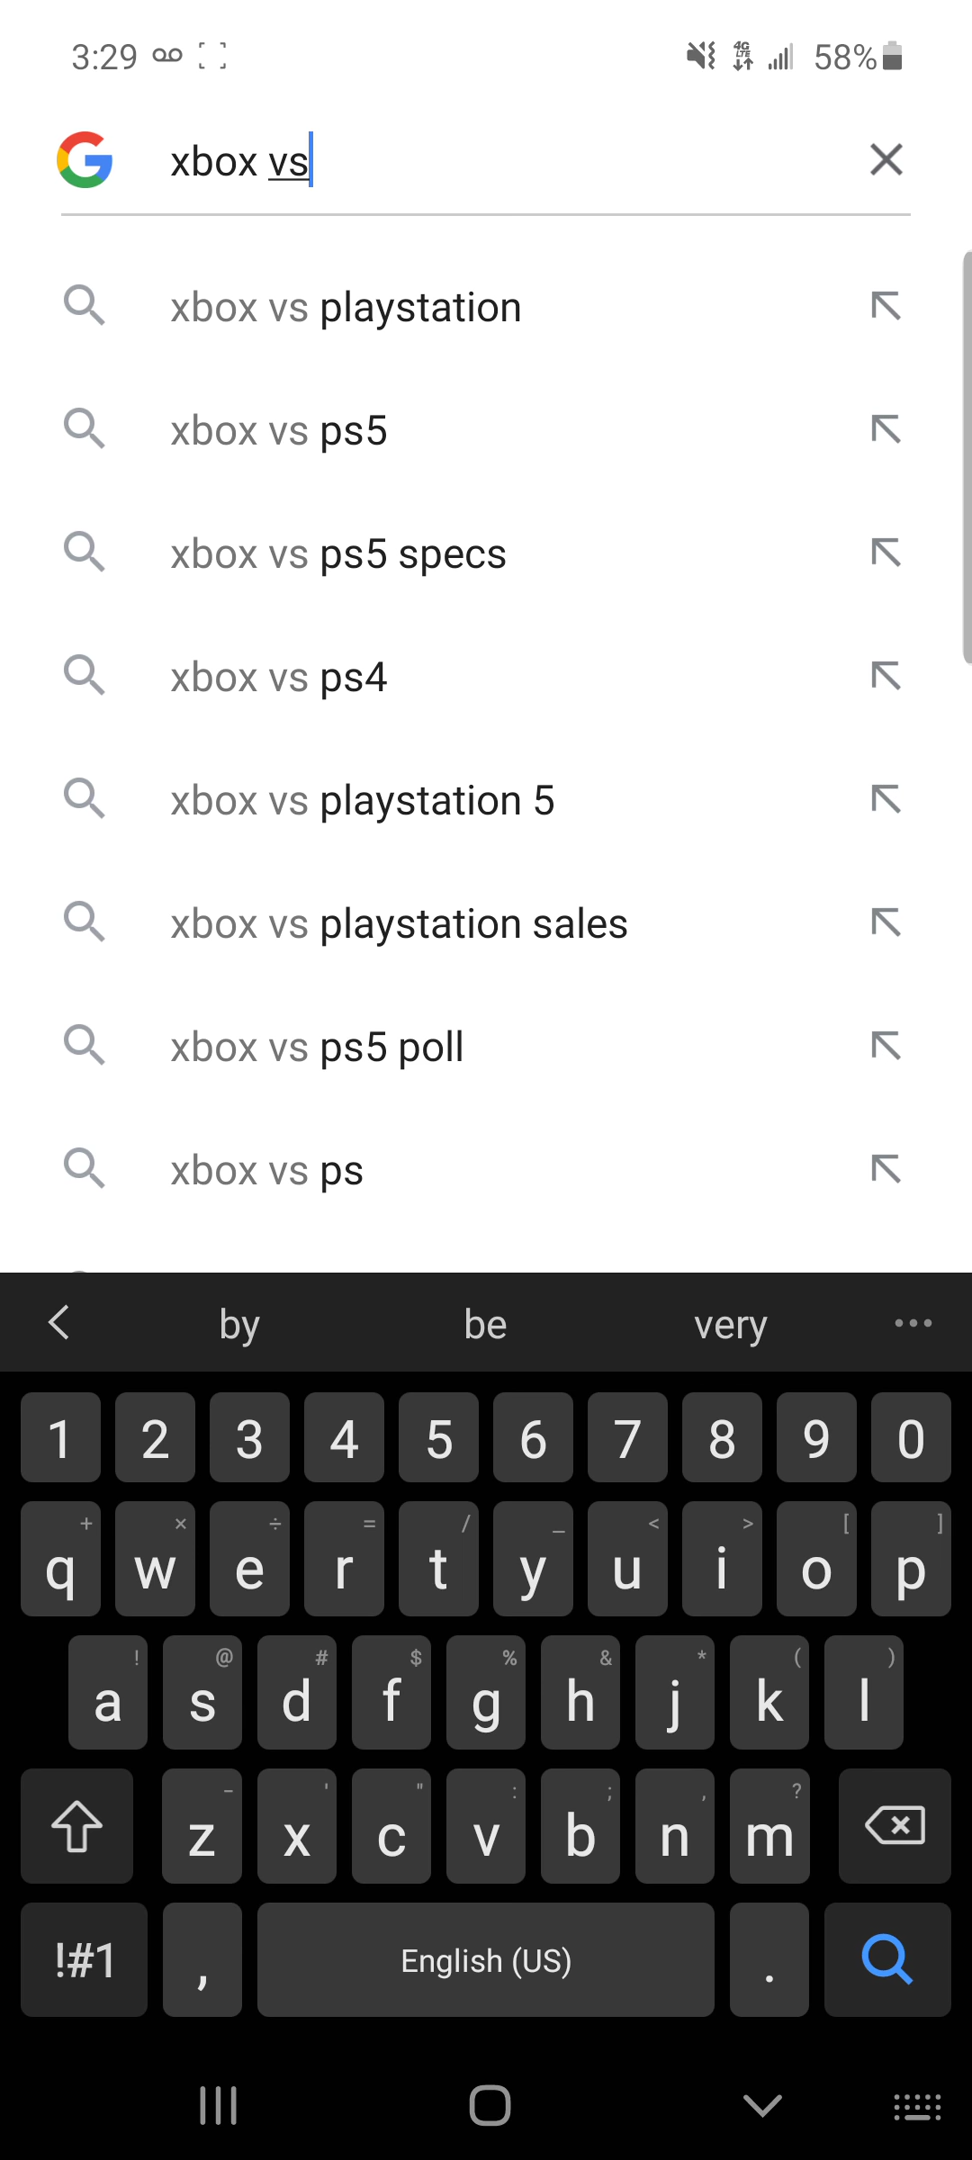 3:29 4G LTE 58%
xbox vs
xbox vs playstation
xbox vs ps5
xbox vs ps5 specs
xbox vs ps4
xbox vs playstation 5
xbox vs playstation sales
xbox vs ps5 poll
xbox vs ps
by be very ...
1 2 3 4 5 6 7 8 9 0
+ × ÷ = / _ < > [ ]
q w e r t y u i o p
! @ # $ % & * ( )
a s d f g h j k l
- ' " : ; , ?
z x c v b n m
!#1 , English (US) .